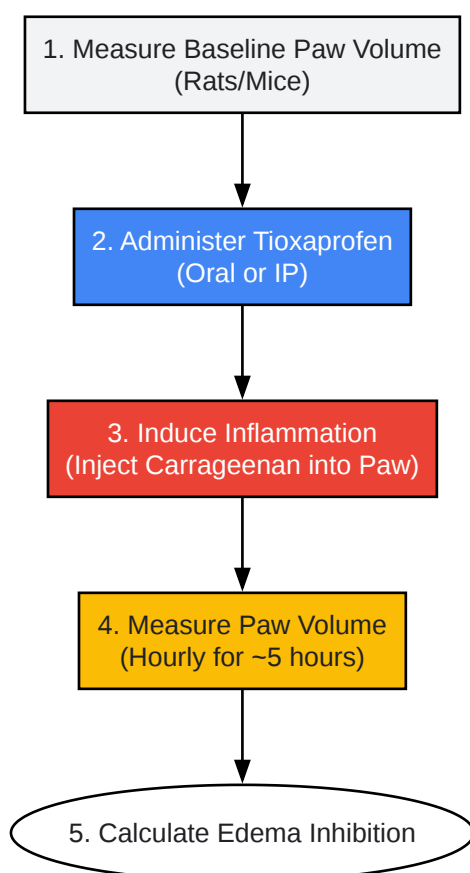 1. Measure Baseline Paw Volume
(Rats/Mice)
2. Administer Tioxaprofen
(Oral or IP)
3. Induce Inflammation
(Inject Carrageenan into Paw)
4. Measure Paw Volume
(Hourly for ~5 hours)
5. Calculate Edema Inhibition